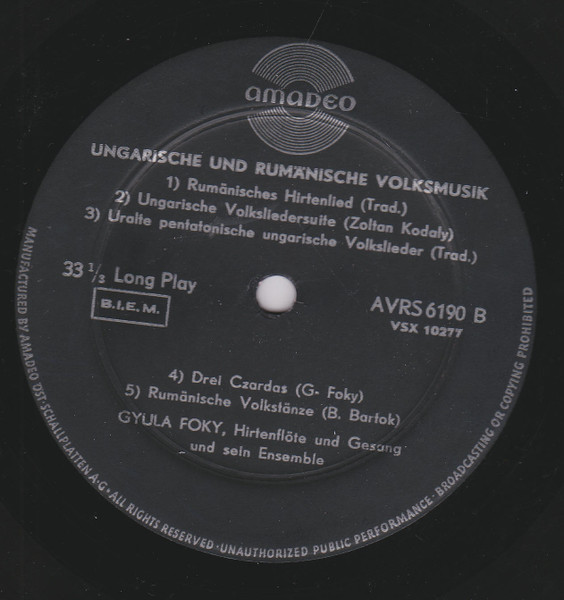 amadeo
UNGARISCHE UND RUMÄNISCHE VOLKSMUSIK
1) Rumänisches Hirtenlied (Trad.)
2) Ungarische Volksliedersuite (Zoltan Kodaly)
3) Uralte pentatonische ungarische Volkslieder (Trad.)
33 1/3 Long Play
B.I.E.M.
AVRS 6190 B
VSX 10277
4) Drei Czardas (G. Foky)
5) Rumänische Volkstänze (B. Bartok)
GYULA FOKY, Hirtenflöte und Gesang
und sein Ensemble
MANUFACTURED BY AMADEO ÖST. SCHALLPLATTEN A·G · ALL RIGHTS RESERVED · UNAUTHORIZED PUBLIC PERFORMANCE · BROADCASTING OR COPYING PROHIBITED